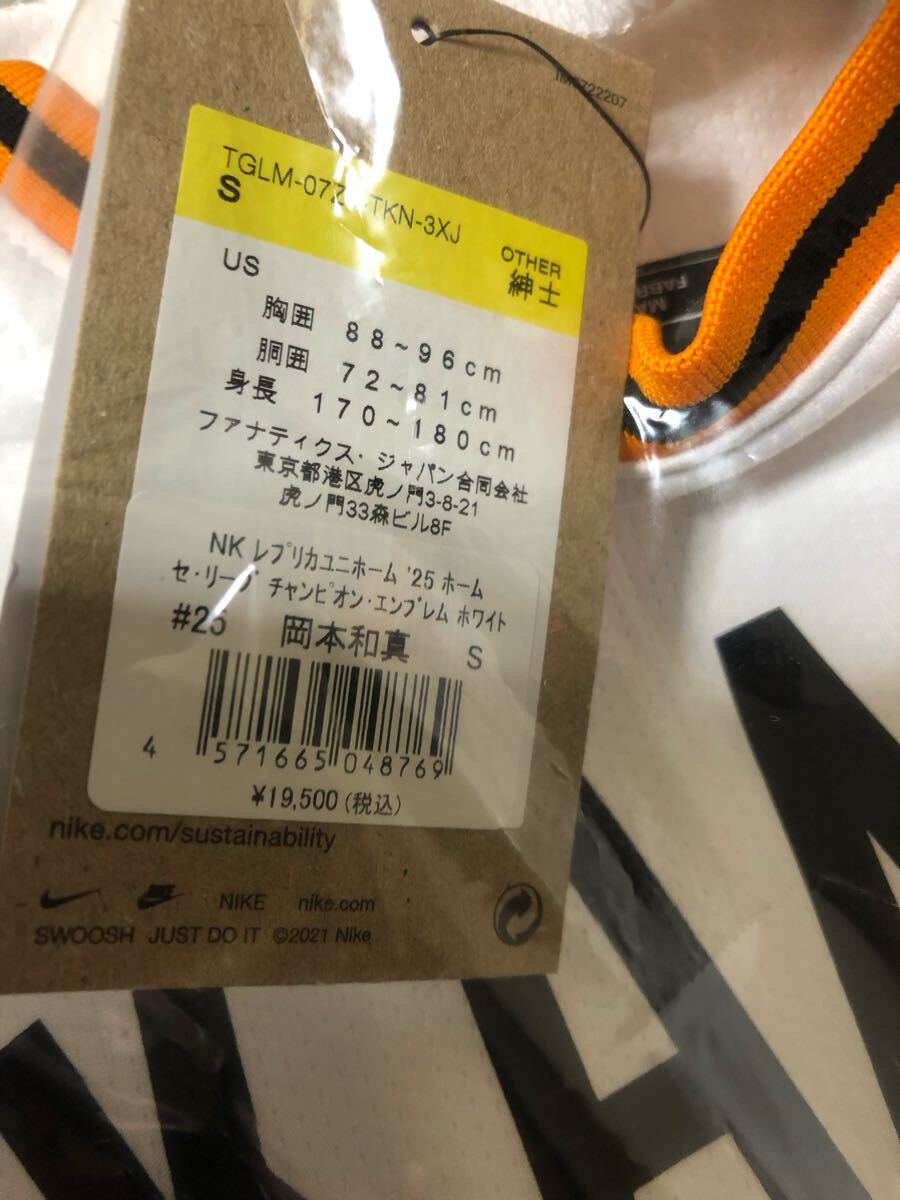 722207
S
OTHER
紳士
US
胸囲 88~96cm
胴囲 72~81cm
身長 170~180cm
ファナティクス・ジャパン合同会社
東京都港区虎ノ門3-8-21
虎ノ門33森ビル8F
NK レプリカユニホーム '25 ホーム
セ・リーグ チャンピオン・エンブレム ホワイト
#25 岡本和真 S
4 571665 048769
¥19,500(税込)
nike.com/sustainability
NIKE nike.com
SWOOSH JUST DO IT ©2021 Nike